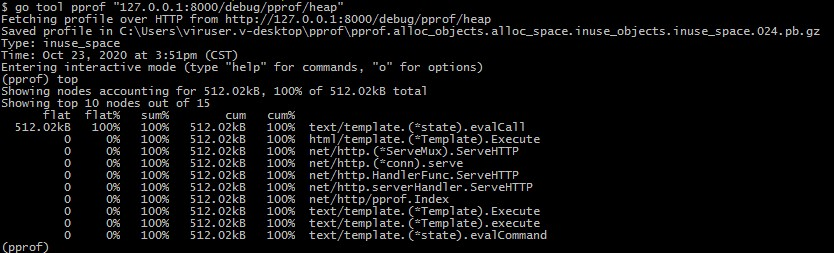 $ go tool pprof "127.0.0.1:8000/debug/pprof/heap"
Fetching profile over HTTP from http://127.0.0.1:8000/debug/pprof/heap
Saved profile in C:\Users\viruser.v-desktop\pprof\pprof.alloc_objects.alloc_space.inuse_objects.inuse_space.024.pb.gz
Type: inuse_space
Time: Oct 23, 2020 at 3:51pm (CST)
Entering interactive mode (type "help" for commands, "o" for options)
(pprof) top
Showing nodes accounting for 512.02kB, 100% of 512.02kB total
Showing top 10 nodes out of 15
flat flat% sum% cum cum%
512.02kB 100% 100% 512.02kB 100% text/template.(*state).evalCall
0 0% 100% 512.02kB 100% html/template.(*Template).Execute
0 0% 100% 512.02kB 100% net/http.(*ServeMux).ServeHTTP
0 0% 100% 512.02kB 100% net/http.(*conn).serve
0 0% 100% 512.02kB 100% net/http.HandlerFunc.ServeHTTP
0 0% 100% 512.02kB 100% net/http.serverHandler.ServeHTTP
0 0% 100% 512.02kB 100% net/http/pprof.Index
0 0% 100% 512.02kB 100% text/template.(*Template).Execute
0 0% 100% 512.02kB 100% text/template.(*Template).execute
0 0% 100% 512.02kB 100% text/template.(*state).evalCommand
(pprof)